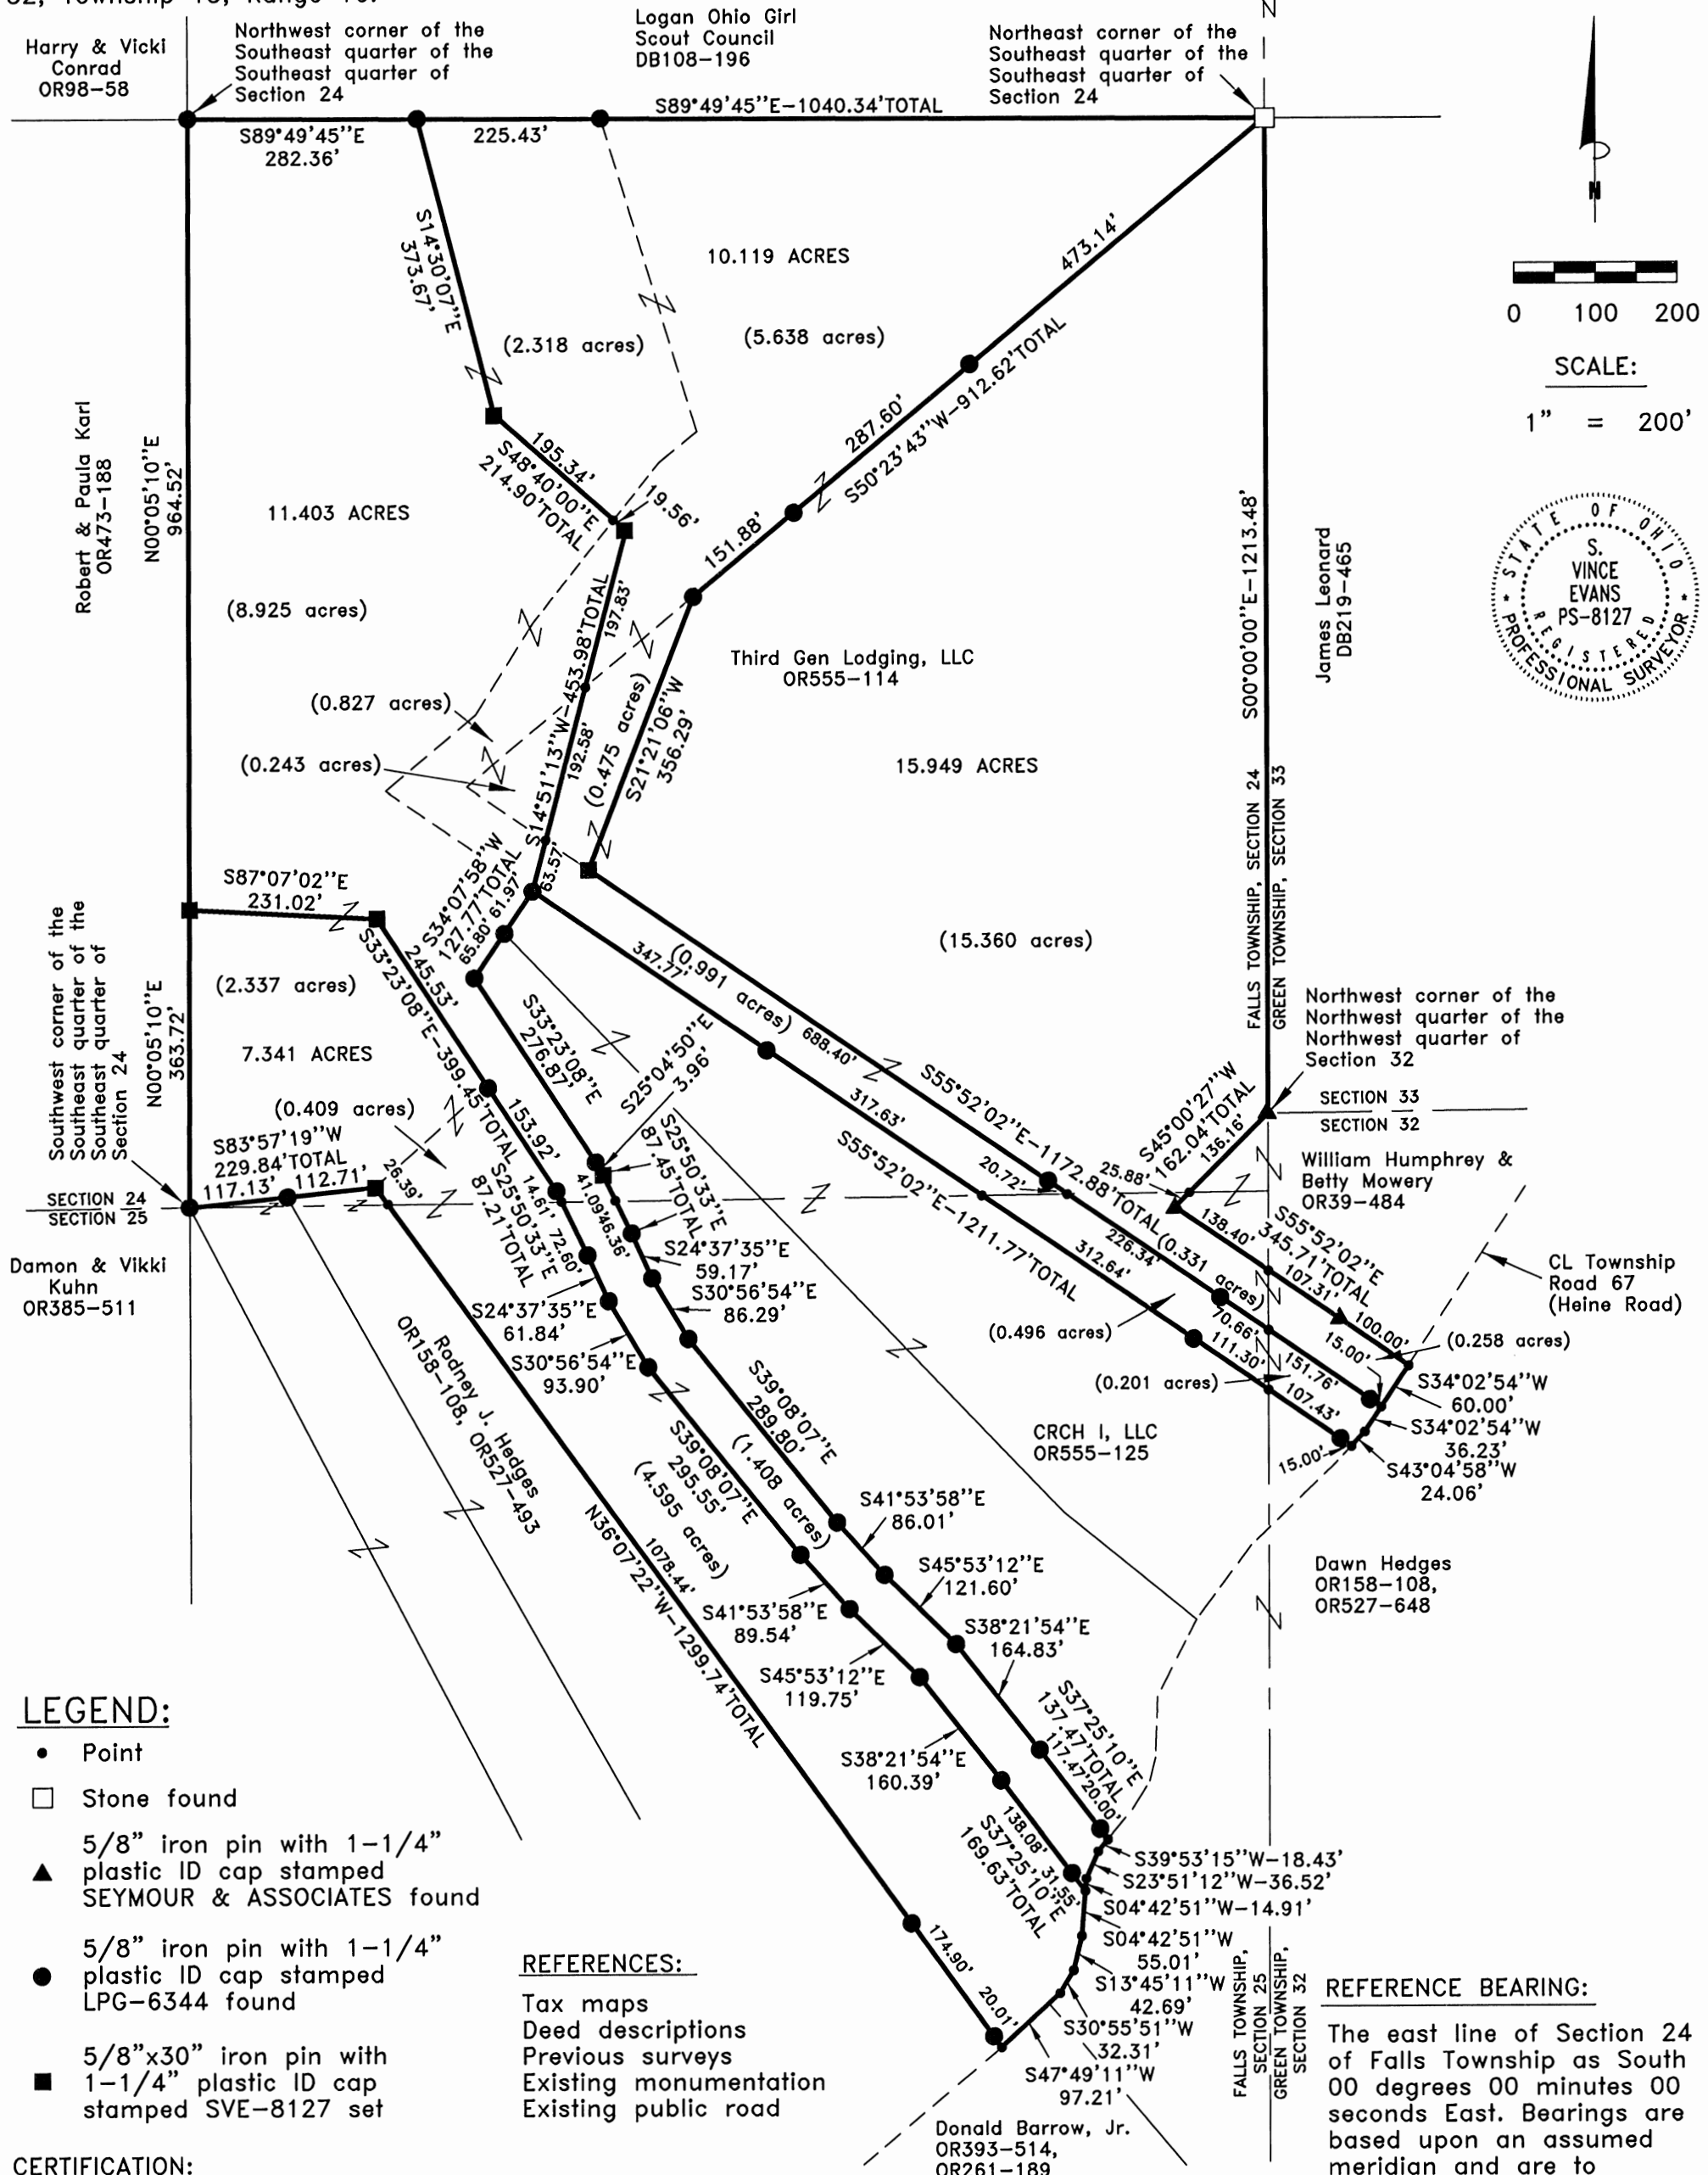 Harry & Vicki
Conrad
OR98-58
Northwest corner of the
Southeast quarter of the
Southeast quarter of
Section 24
Logan Ohio Girl
Scout Council
DB108-196
Northeast corner of the
Southeast quarter of the
Southeast quarter of
Section 24
S89°49'45''E-1040.34'TOTAL
S89°49'45''E
282.36'
225.43'
N
0 100 200
SCALE:
1" = 200'
S14°30'07''E
373.67'
10.119 ACRES
473.14'
(2.318 acres)
(5.638 acres)
287.60'
S50°23'43''W-912.62'TOTAL
Robert & Paula Karl
OR473-188
N00°05'10''E
964.52'
195.34'
S48°40'00''E
214.90'TOTAL
19.56'
11.403 ACRES
151.88'
S00°00'00''E-1213.48'
James Leonard
DB219-465
STATE OF OHIO
S.
VINCE
EVANS
PS-8127
REGISTERED
PROFESSIONAL SURVEYOR
(8.925 acres)
197.83'
S14°51'13''W-453.98'TOTAL
192.58'
63.57'
Third Gen Lodging, LLC
OR555-114
(0.475 acres)
S21°21'06''W
356.29'
(0.827 acres)
(0.243 acres)
15.949 ACRES
FALLS TOWNSHIP, SECTION 24
GREEN TOWNSHIP, SECTION 33
S87°07'02''E
231.02'
S34°07'58''W
127.77'TOTAL
65.80' 61.97'
Southwest corner of the
Southeast quarter of the
Southeast quarter of
Section 24
N00°05'10''E
363.72'
(2.337 acres)
245.53'
S33°23'08''E-399.45'TOTAL
153.92'
347.77'
(0.991 acres)
688.40'
(15.360 acres)
Northwest corner of the
Northwest quarter of the
Northwest quarter of
Section 32
7.341 ACRES
S33°23'08''E
276.87'
S25°04'50''E
3.96'
(0.409 acres)
317.63'
S55°52'02''E-1172.88'TOTAL
S45°00'27''W
162.04'TOTAL
136.16'
25.88'
SECTION 33
SECTION 32
S83°57'19''W
229.84'TOTAL
117.13' 112.71'
26.39'
S25°50'33''E
87.45'TOTAL
41.09' 46.36'
S55°52'02''E-1211.77'TOTAL
20.72'
William Humphrey &
Betty Mowery
OR39-484
SECTION 24
SECTION 25
14.61' 72.60'
S25°50'33''E
87.21'TOTAL
S24°37'35''E
59.17'
312.64'
226.34'
(0.331 acres)
138.40'
S55°52'02''E
345.71'TOTAL
107.31'
100.00'
CL Township
Road 67
(Heine Road)
Damon & Vikki
Kuhn
OR385-511
S30°56'54''E
86.29'
S24°37'35''E
61.84'
(0.496 acres)
70.66'
15.00'
(0.258 acres)
S30°56'54''E
93.90'
111.30'
151.76'
(0.201 acres)
107.43'
S34°02'54''W
60.00'
S34°02'54''W
36.23'
15.00'
S43°04'58''W
24.06'
Rodney J. Hedges
OR158-108, OR527-493
S39°08'07''E
289.80'
CRCH I, LLC
OR555-125
S39°08'07''E
295.55'
(1.408 acres)
(4.595 acres)
S41°53'58''E
86.01'
1078.44'
N36°07'22''W-1299.74'TOTAL
S45°53'12''E
121.60'
Dawn Hedges
OR158-108,
OR527-648
S41°53'58''E
89.54'
S38°21'54''E
164.83'
S45°53'12''E
119.75'
S37°25'10''E
137.47'TOTAL
117.47' 20.00'
S38°21'54''E
160.39'
138.08' 31.55'
S37°25'10''E
169.63'TOTAL
S39°53'15''W-18.43'
S23°51'12''W-36.52'
S04°42'51''W-14.91'
S04°42'51''W
55.01'
S13°45'11''W
42.69'
S30°55'51''W
32.31'
S47°49'11''W
97.21'
174.90'
20.01'
Donald Barrow, Jr.
OR393-514,
OR261-189
FALLS TOWNSHIP,
SECTION 25
GREEN TOWNSHIP,
SECTION 32
LEGEND:
Point
Stone found
5/8" iron pin with 1-1/4"
plastic ID cap stamped
SEYMOUR & ASSOCIATES found
5/8" iron pin with 1-1/4"
plastic ID cap stamped
LPG-6344 found
5/8"x30" iron pin with
1-1/4" plastic ID cap
stamped SVE-8127 set
REFERENCES:
Tax maps
Deed descriptions
Previous surveys
Existing monumentation
Existing public road
REFERENCE BEARING:
The east line of Section 24
of Falls Township as South
00 degrees 00 minutes 00
seconds East. Bearings are
based upon an assumed
meridian and are to
CERTIFICATION: